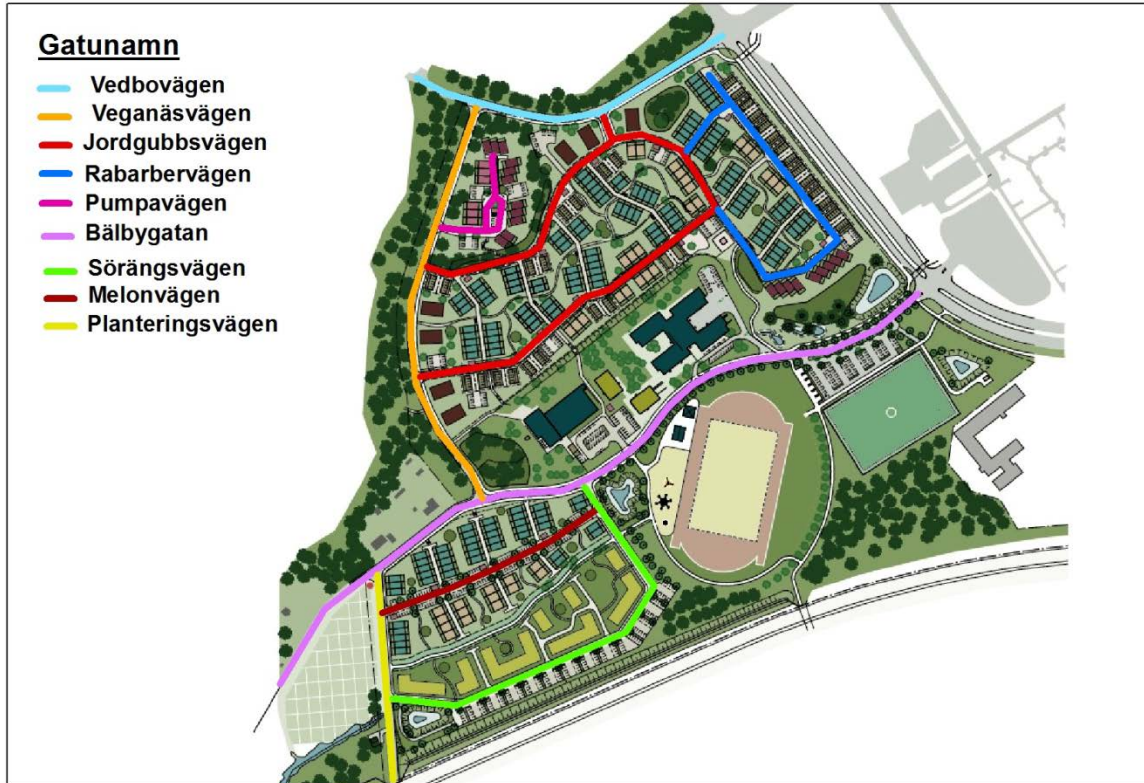 Gatunamn
Vedbovägen
Veganäsvägen
Jordgubbsvägen
Rabarbervägen
Pumpavägen
Bälbygatan
Sörängsvägen
Melonvägen
Planteringsvägen